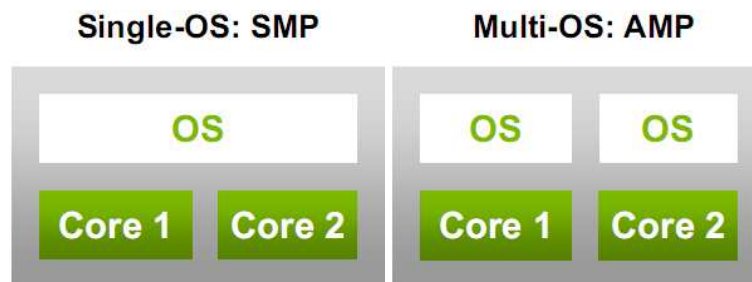 Single-OS: SMP
Multi-OS: AMP
OS
OS
OS
Core 1
Core 2
Core 1
Core 2